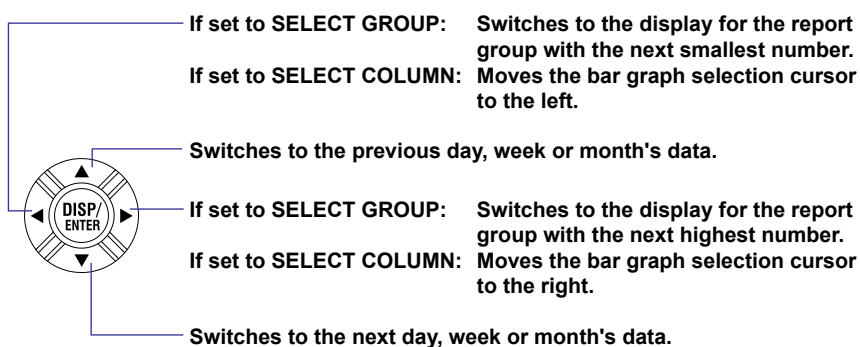 If set to SELECT GROUP: Switches to the display for the report
group with the next smallest number.
If set to SELECT COLUMN: Moves the bar graph selection cursor
to the left.
Switches to the previous day, week or month's data.
DISP/
ENTER
If set to SELECT GROUP: Switches to the display for the report
group with the next highest number.
If set to SELECT COLUMN: Moves the bar graph selection cursor
to the right.
Switches to the next day, week or month's data.